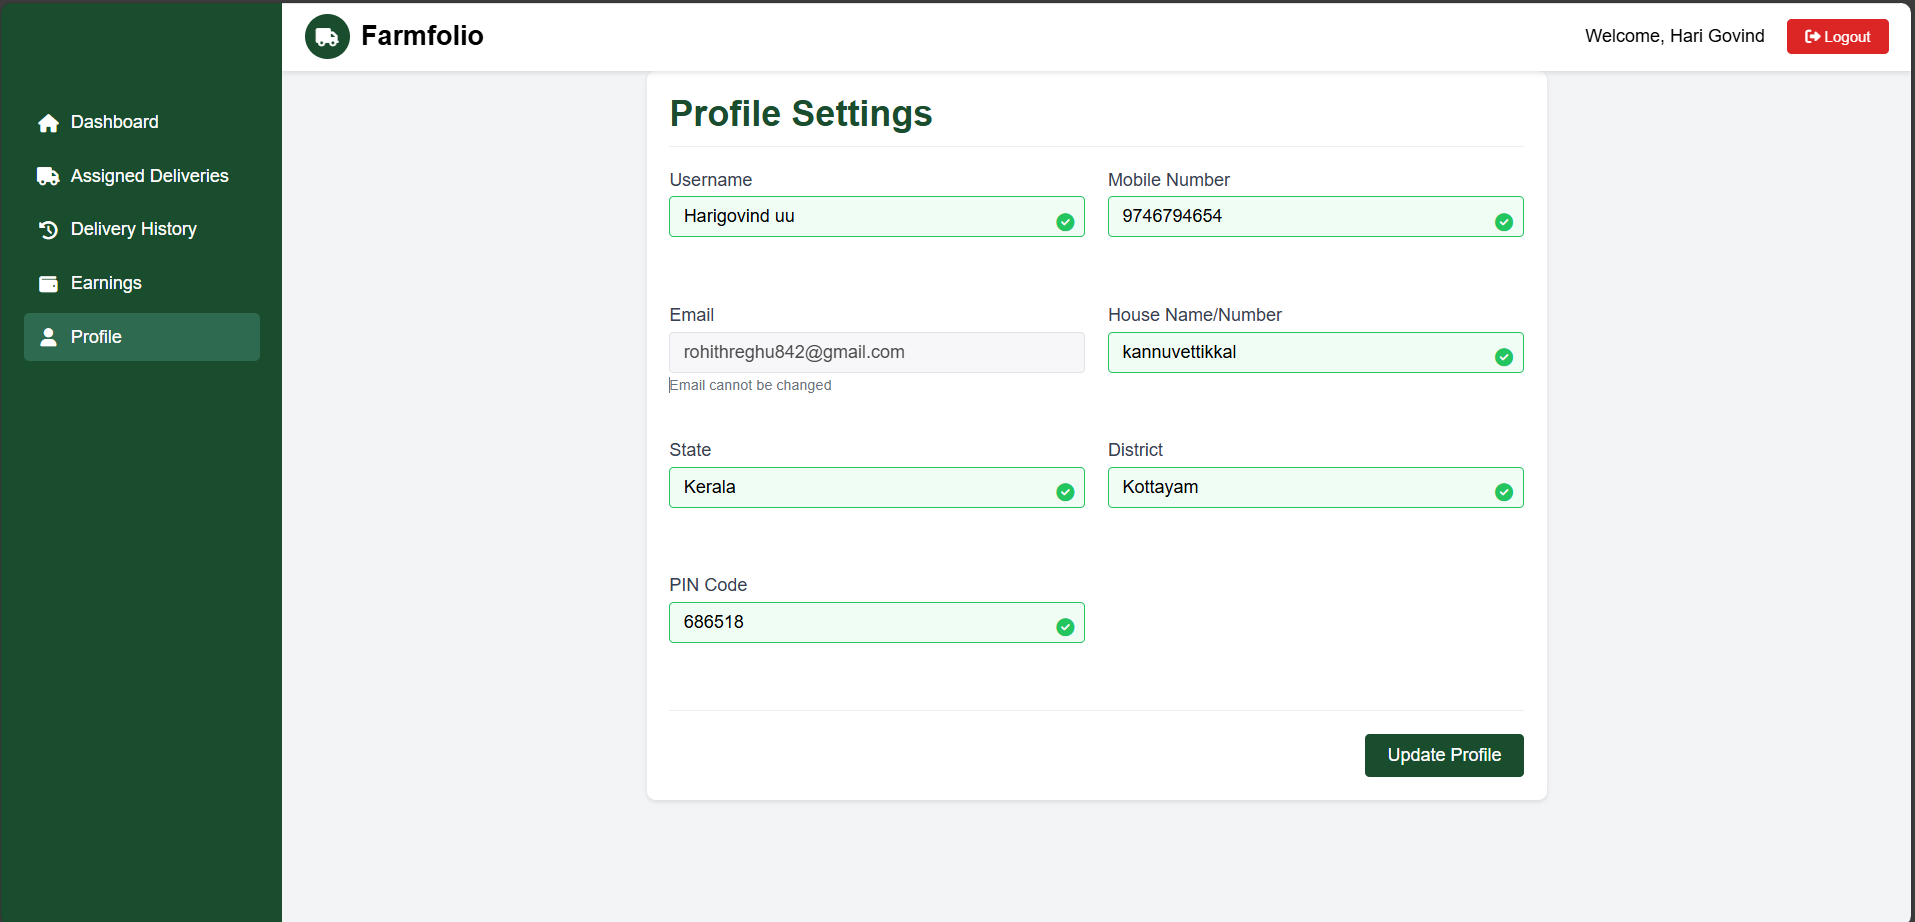 Farmfolio
Welcome, Hari Govind
Logout
Dashboard
Assigned Deliveries
Delivery History
Earnings
Profile
Profile Settings
Username
Harigovind uu
Mobile Number
9746794654
Email
rohithreghu842@gmail.com
Email cannot be changed
House Name/Number
kannuvettikkal
State
Kerala
District
Kottayam
PIN Code
686518
Update Profile